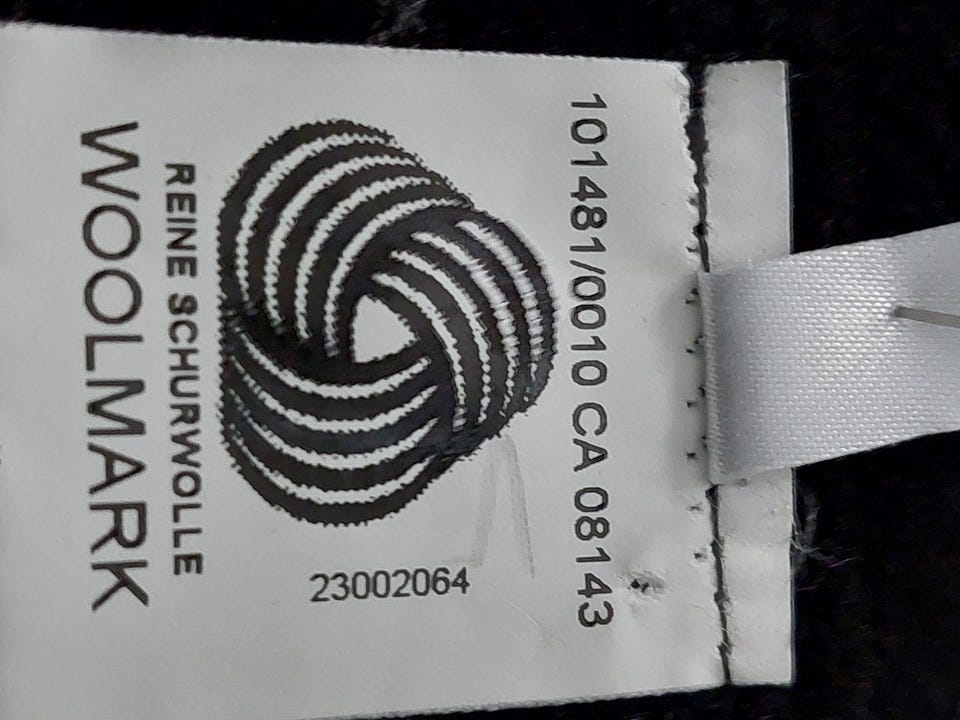 101481/0010 CA 08143
23002064
REINE SCHURWOLLE
WOOLMARK